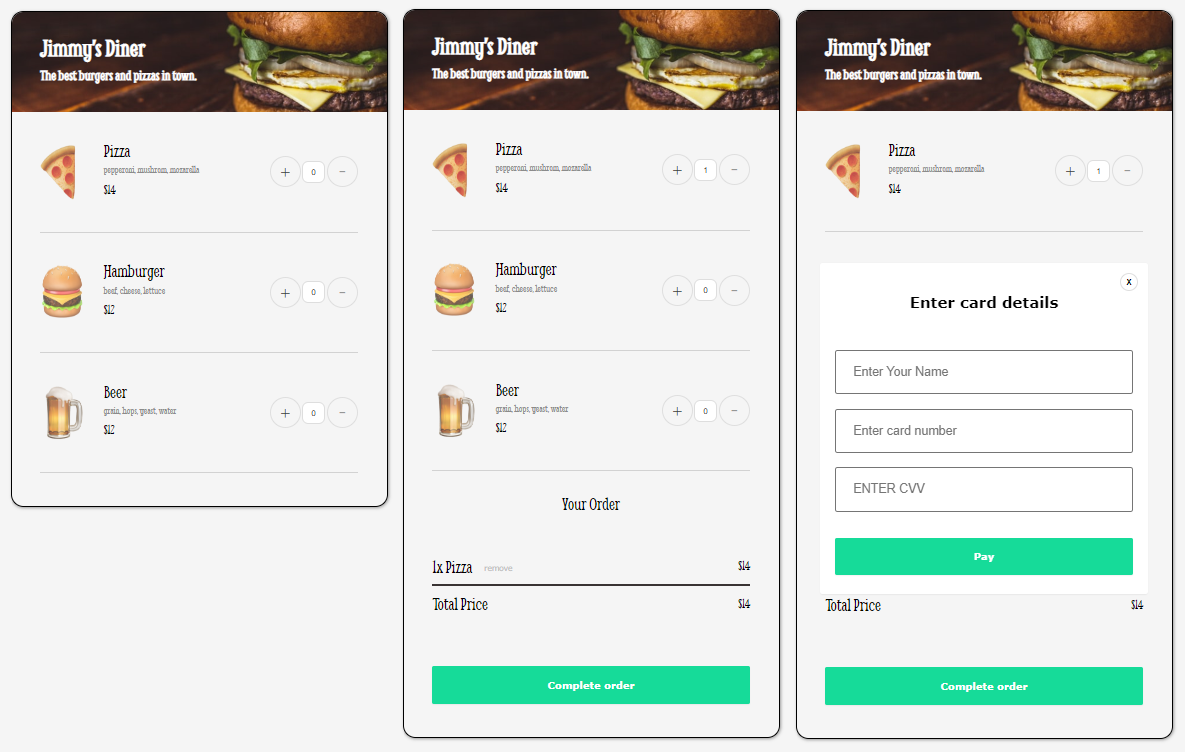 Jimmy's Diner
The best burgers and pizzas in town.
Pizza
pepperoni, mushrom, mozarella
$14
+ 0 -
Hamburger
beef, cheese, lettuce
$12
+ 0 -
Beer
grain, hops, yeast, water
$12
+ 0 -
Jimmy's Diner
The best burgers and pizzas in town.
Pizza
pepperoni, mushrom, mozarella
$14
+ 1 -
Hamburger
beef, cheese, lettuce
$12
+ 0 -
Beer
grain, hops, yeast, water
$12
+ 0 -
Your Order
1x Pizza remove $14
Total Price $14
Complete order
Jimmy's Diner
The best burgers and pizzas in town.
Pizza
pepperoni, mushrom, mozarella
$14
+ 1 -
x
Enter card details
Enter Your Name
Enter card number
ENTER CVV
Pay
Total Price $14
Complete order